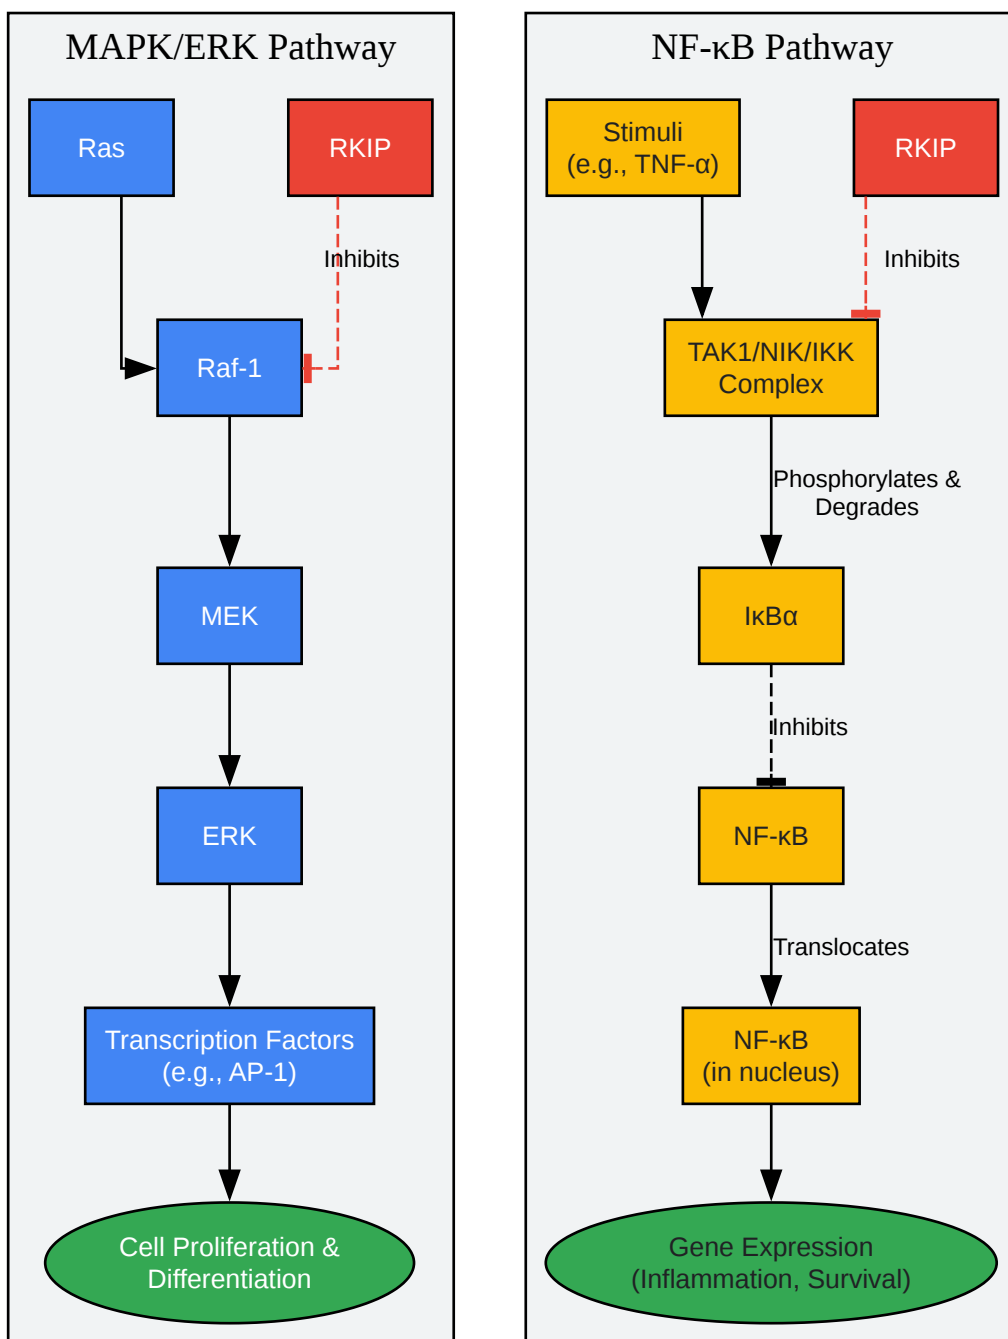 MAPK/ERK Pathway
Ras
RKIP
Inhibits
Raf-1
MEK
ERK
Transcription Factors
(e.g., AP-1)
Cell Proliferation &
Differentiation
NF-κB Pathway
Stimuli
(e.g., TNF-α)
RKIP
Inhibits
TAK1/NIK/IKK
Complex
Phosphorylates &
Degrades
IκBα
Inhibits
NF-κB
Translocates
NF-κB
(in nucleus)
Gene Expression
(Inflammation, Survival)